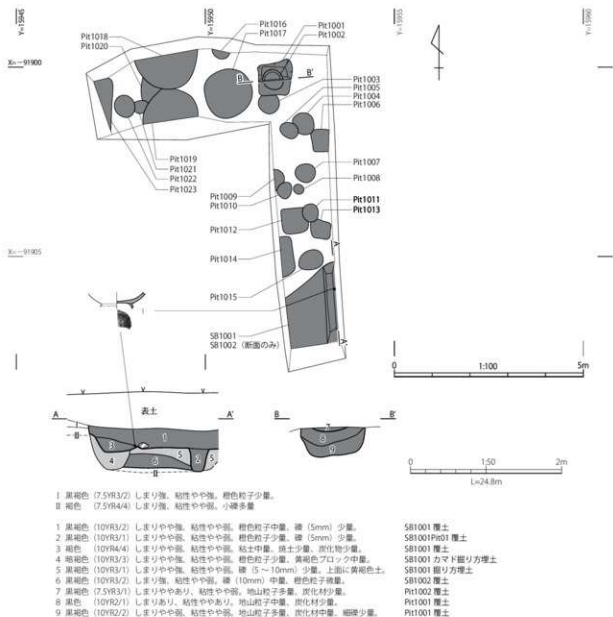 Y=15945
Y=15950
Y=15955
Y=15960
X=-91900
X=-91905
Pit1018
Pit1020
Pit1016
Pit1017
Pit1001
Pit1002
B
B'
Pit1003
Pit1005
Pit1004
Pit1006
Pit1019
Pit1021
Pit1022
Pit1023
Pit1007
Pit1008
Pit1009
Pit1010
Pit1011
Pit1013
Pit1012
Pit1014
A
Pit1015
SB1001
SB1002（断面のみ）
A'
1
0 1:100 5m
表土
A A'
B B'
Ⅰ
Ⅲ
1
3
4
6
5
2
5
Ⅲ
7
8
9
0 1:50 2m
L=24.8m
Ⅰ 黒褐色（7.5YR3/2）しまり強、粘性やや強。橙色粒子少量。
Ⅲ 褐色（7.5YR4/4）しまり強、粘性やや弱。小礫多量
1 黒褐色（10YR3/2）しまりやや強、粘性やや弱。橙色粒子中量、礫（5mm）少量。 SB1001 覆土
2 黒褐色（10YR3/1）しまりやや強、粘性やや弱。橙色粒子少量、礫（5mm）少量。 SB1001Pit01 覆土
3 褐色（10YR4/4）しまりやや強、粘性やや弱。粘土中量、焼土少量、炭化物少量。 SB1001 覆土
4 暗褐色（10YR3/3）しまりやや強、粘性やや弱。橙色粒子少量、黄褐色ブロック中量。 SB1001 カマド掘り方埋土
5 黒褐色（10YR3/1）しまりやや強、粘性やや弱。礫（5～10mm）少量。上面に黄褐色土。 SB1001 掘り方埋土
6 黒褐色（10YR3/2）しまり強、粘性やや弱。礫（10mm）中量、橙色粒子微量。 SB1002 覆土
7 黒褐色（7.5YR3/1）しまりややあり、粘性やや弱。地山粒子多量、炭化材少量。 Pit1002 覆土
8 黒色（10YR2/1）しまりあり、粘性ややあり。地山粒子中量、炭化材少量。 Pit1001 覆土
9 黒褐色（10YR2/2）しまりやや弱、粘性やや弱。地山粒子多量、炭化材中量、細礫少量。 Pit1001 覆土